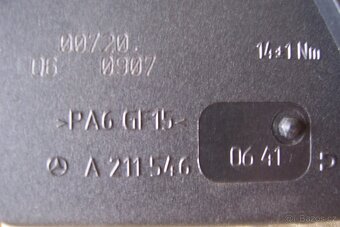 00720.
06 0907
14±1 Nm
>PA6 GF15<
A 211 546 06 41